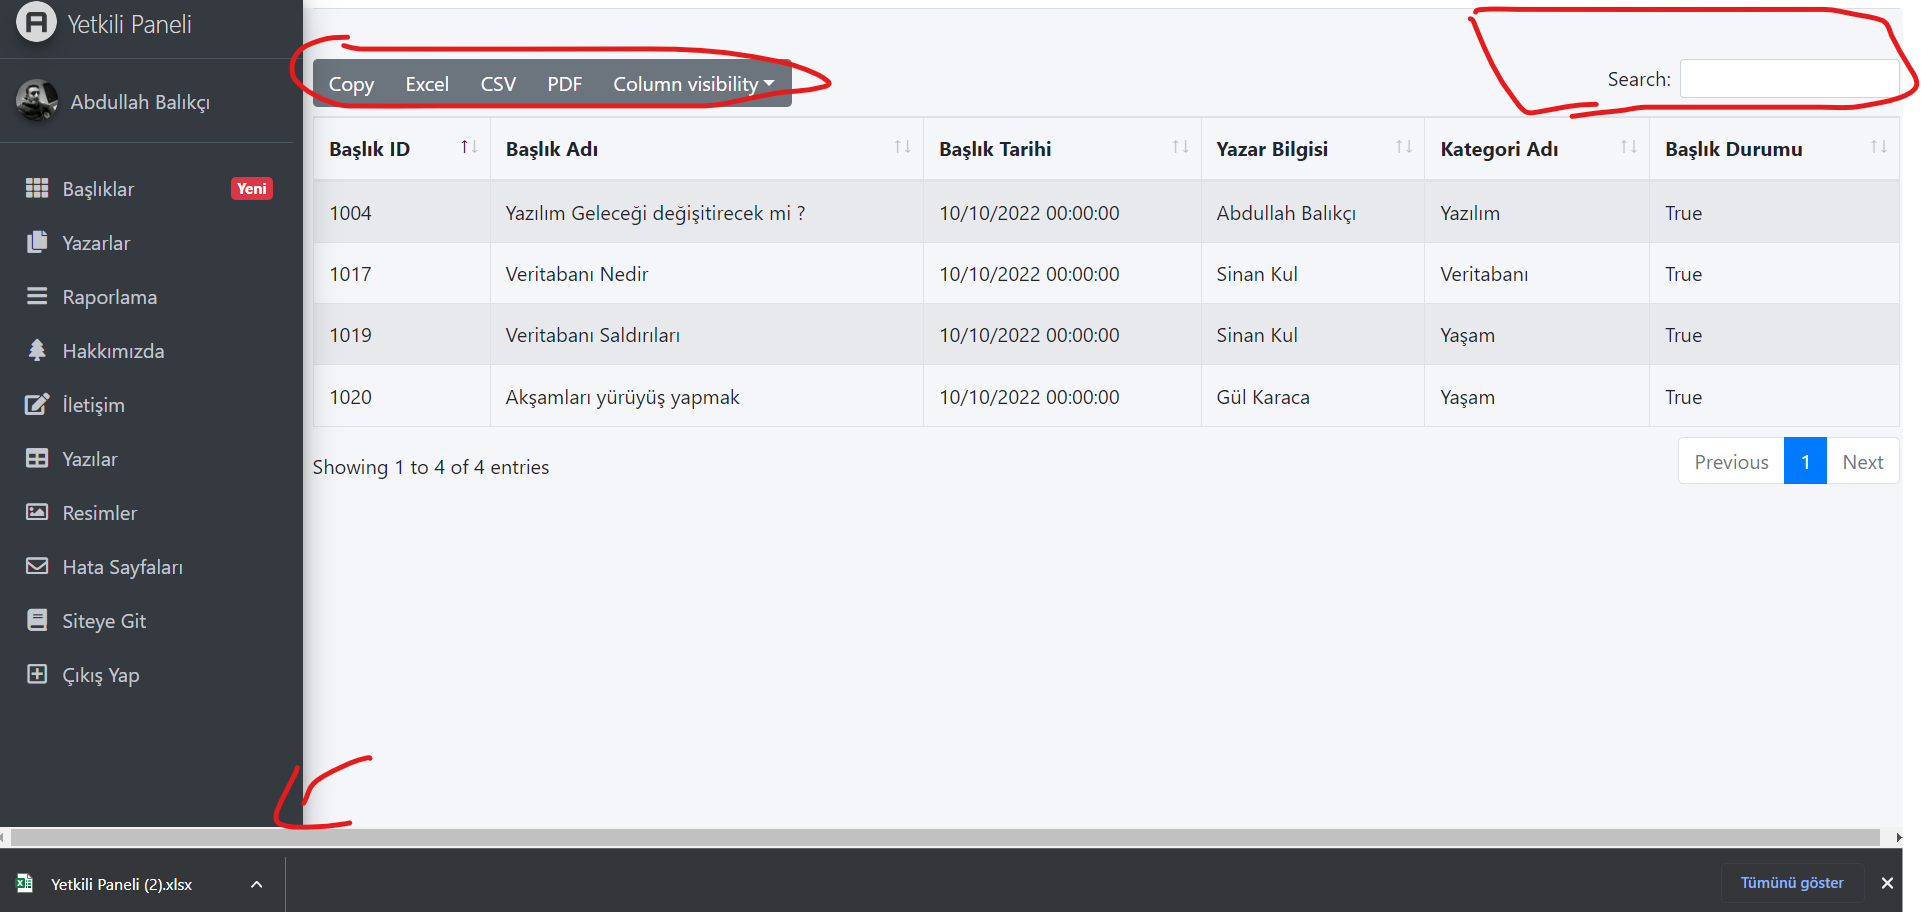 Yetkili Paneli
Abdullah Balıkçı
Başlıklar Yeni
Yazarlar
Raporlama
Hakkımızda
İletişim
Yazılar
Resimler
Hata Sayfaları
Siteye Git
Çıkış Yap
Copy Excel CSV PDF Column visibility
Search:
Başlık ID Başlık Adı Başlık Tarihi Yazar Bilgisi Kategori Adı Başlık Durumu
1004 Yazılım Geleceği değişitirecek mi ? 10/10/2022 00:00:00 Abdullah Balıkçı Yazılım True
1017 Veritabanı Nedir 10/10/2022 00:00:00 Sinan Kul Veritabanı True
1019 Veritabanı Saldırıları 10/10/2022 00:00:00 Sinan Kul Yaşam True
1020 Akşamları yürüyüş yapmak 10/10/2022 00:00:00 Gül Karaca Yaşam True
Showing 1 to 4 of 4 entries
Previous 1 Next
Yetkili Paneli (2).xlsx
Tümünü göster